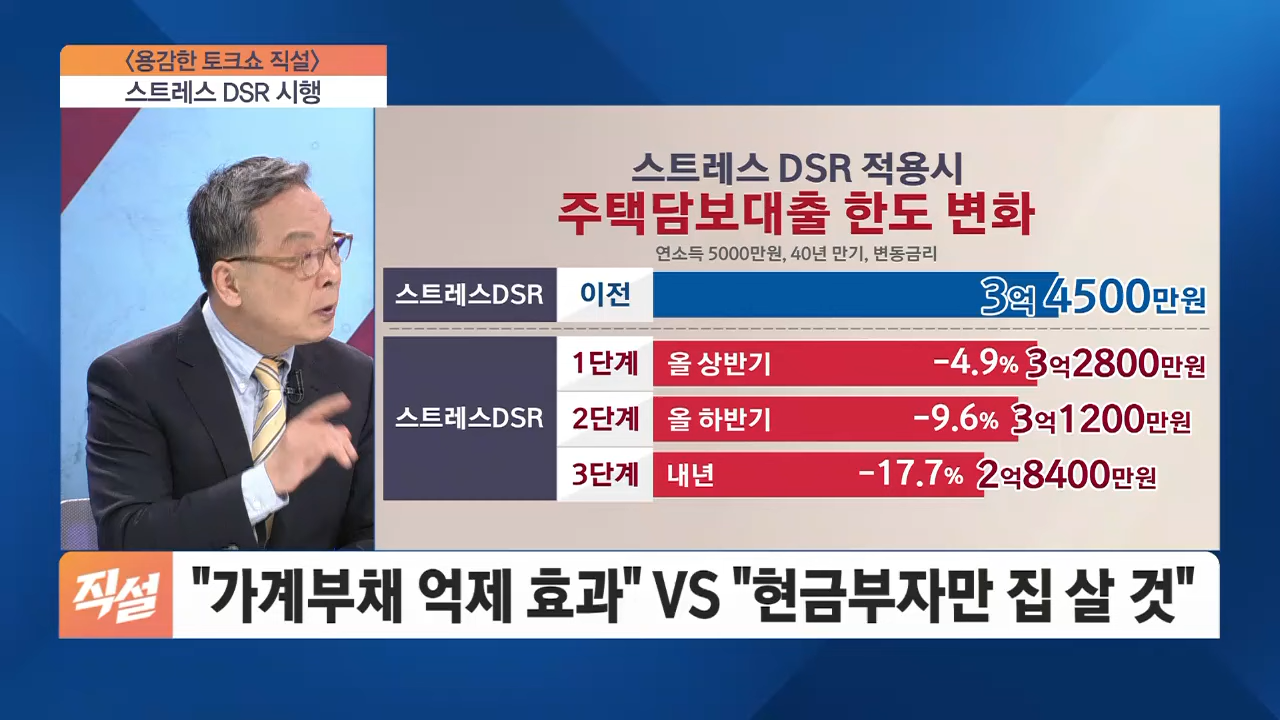 〈용감한 토크쇼 직설〉
스트레스 DSR 시행
스트레스 DSR 적용시
주택담보대출 한도 변화
연소득 5000만원, 40년 만기, 변동금리
스트레스DSR 이전 3억 4500만원
1단계 올 상반기 -4.9% 3억2800만원
스트레스DSR 2단계 올 하반기 -9.6% 3억1200만원
3단계 내년 -17.7% 2억8400만원
직설 "가계부채 억제 효과" VS "현금부자만 집 살 것"